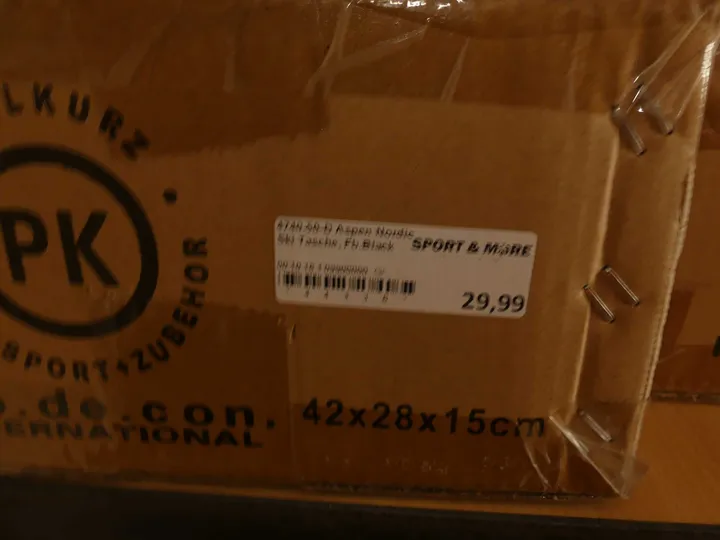 LKURZ
PK
SPORT+ZUBEHÖR
.de.con.
ERNATIONAL
42x28x15cm
Aspen Nordic
Ski Tasche, Fb.Black
SPORT & MORE
29,99